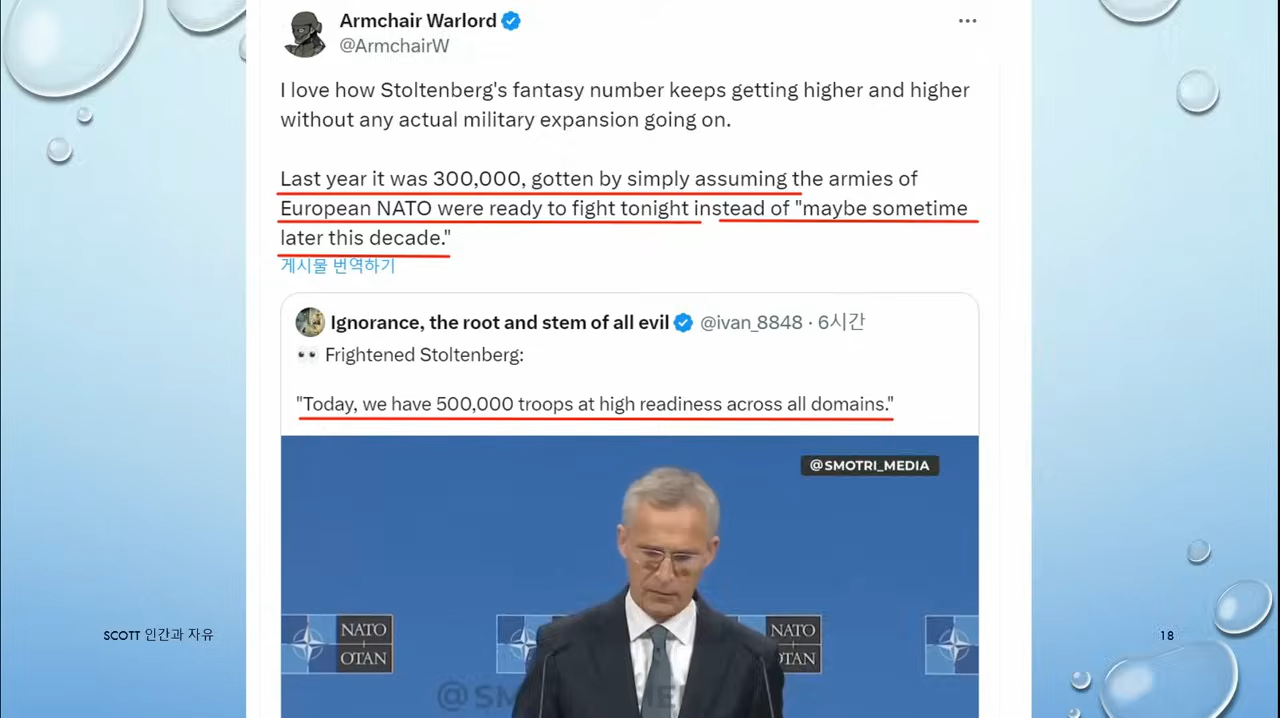 Armchair Warlord
@ArmchairW
I love how Stoltenberg's fantasy number keeps getting higher and higher
without any actual military expansion going on.
Last year it was 300,000, gotten by simply assuming the armies of
European NATO were ready to fight tonight instead of "maybe sometime
later this decade."
게시물 번역하기
Ignorance, the root and stem of all evil @ivan_8848 · 6시간
👀 Frightened Stoltenberg:
"Today, we have 500,000 troops at high readiness across all domains."
@SMOTRI_MEDIA
NATO
OTAN
NATO
OTAN
SCOTT 인간과 자유
18